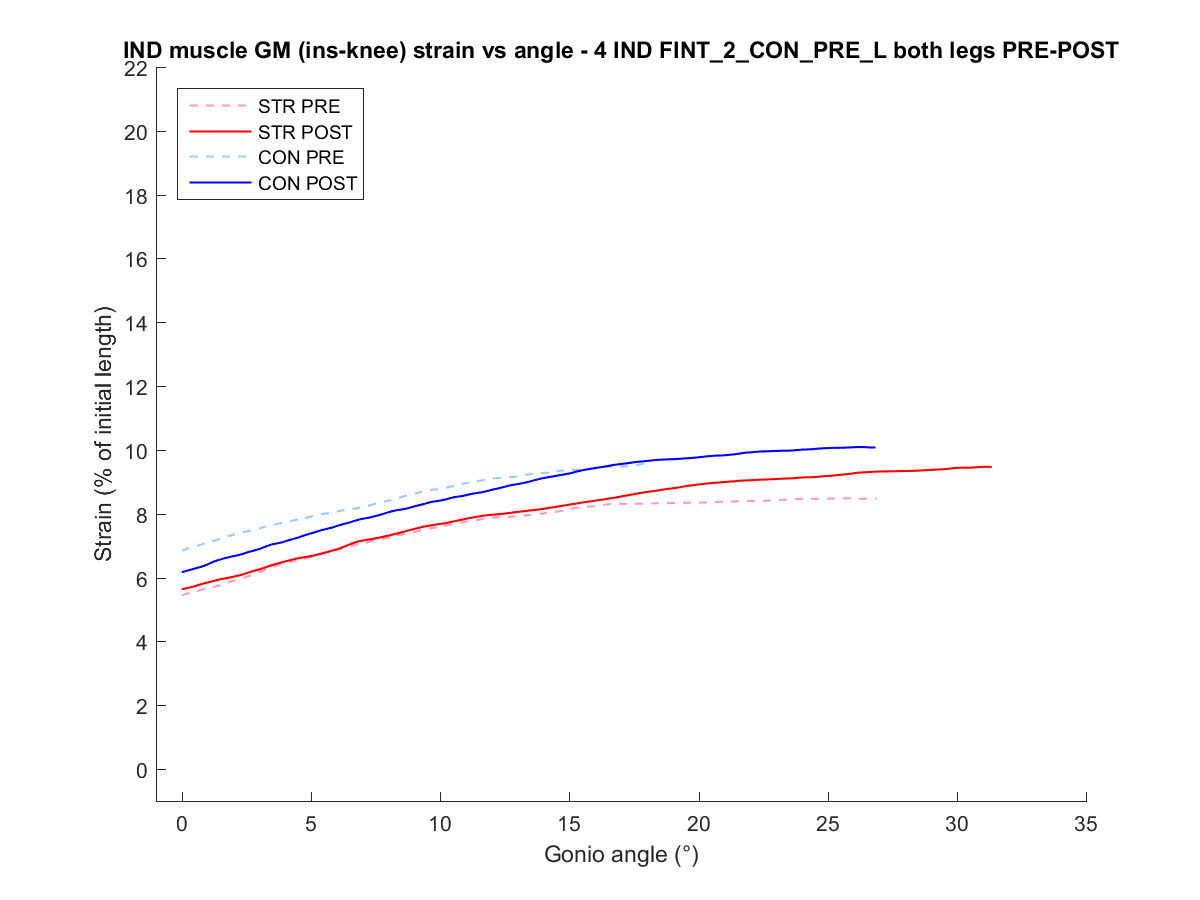 IND muscle GM (ins-knee) strain vs angle - 4 IND FINT_2_CON_PRE_L both legs PRE-POST
22
20
18
16
14
12
10
8
6
4
2
0
STR PRE
STR POST
CON PRE
CON POST
Strain (% of initial length)
0 5 10 15 20 25 30 35
Gonio angle (°)